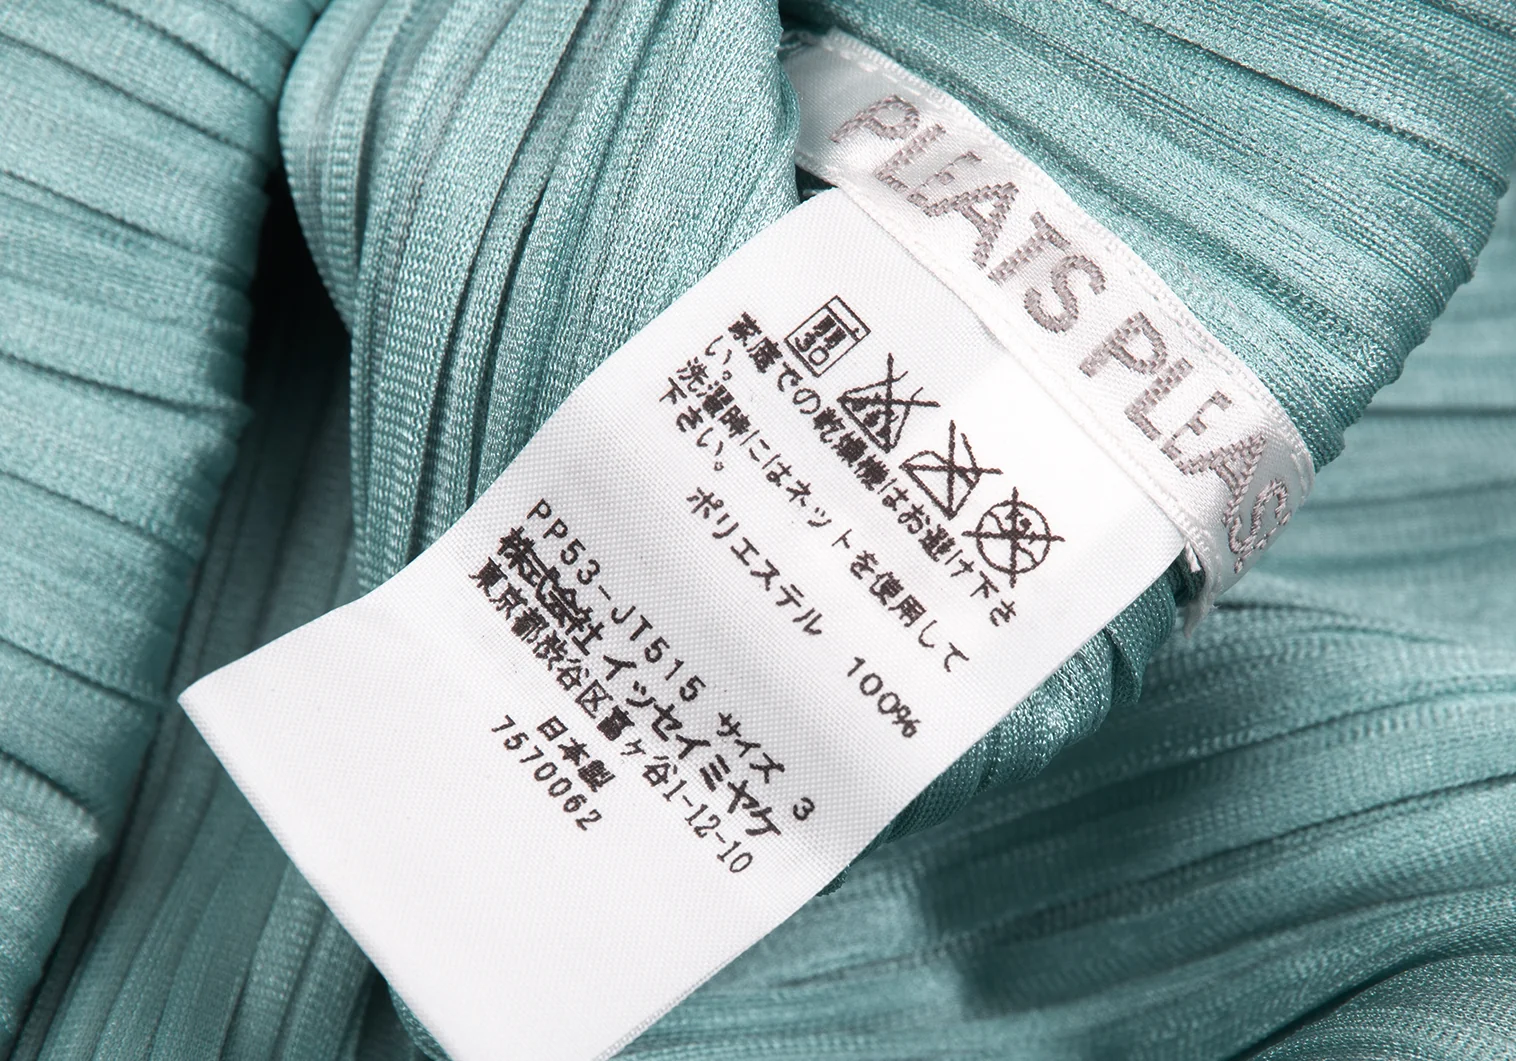 PLEATS PLEASE
30
家庭での乾燥機はお避け下さ
い。
洗濯時にはネットを使用して
下さい。
ポリエステル 100%
PP53-JT515 サイズ 3
株式会社 イッセイミヤケ
東京都渋谷区富ヶ谷1-12-10
日本製
7570062